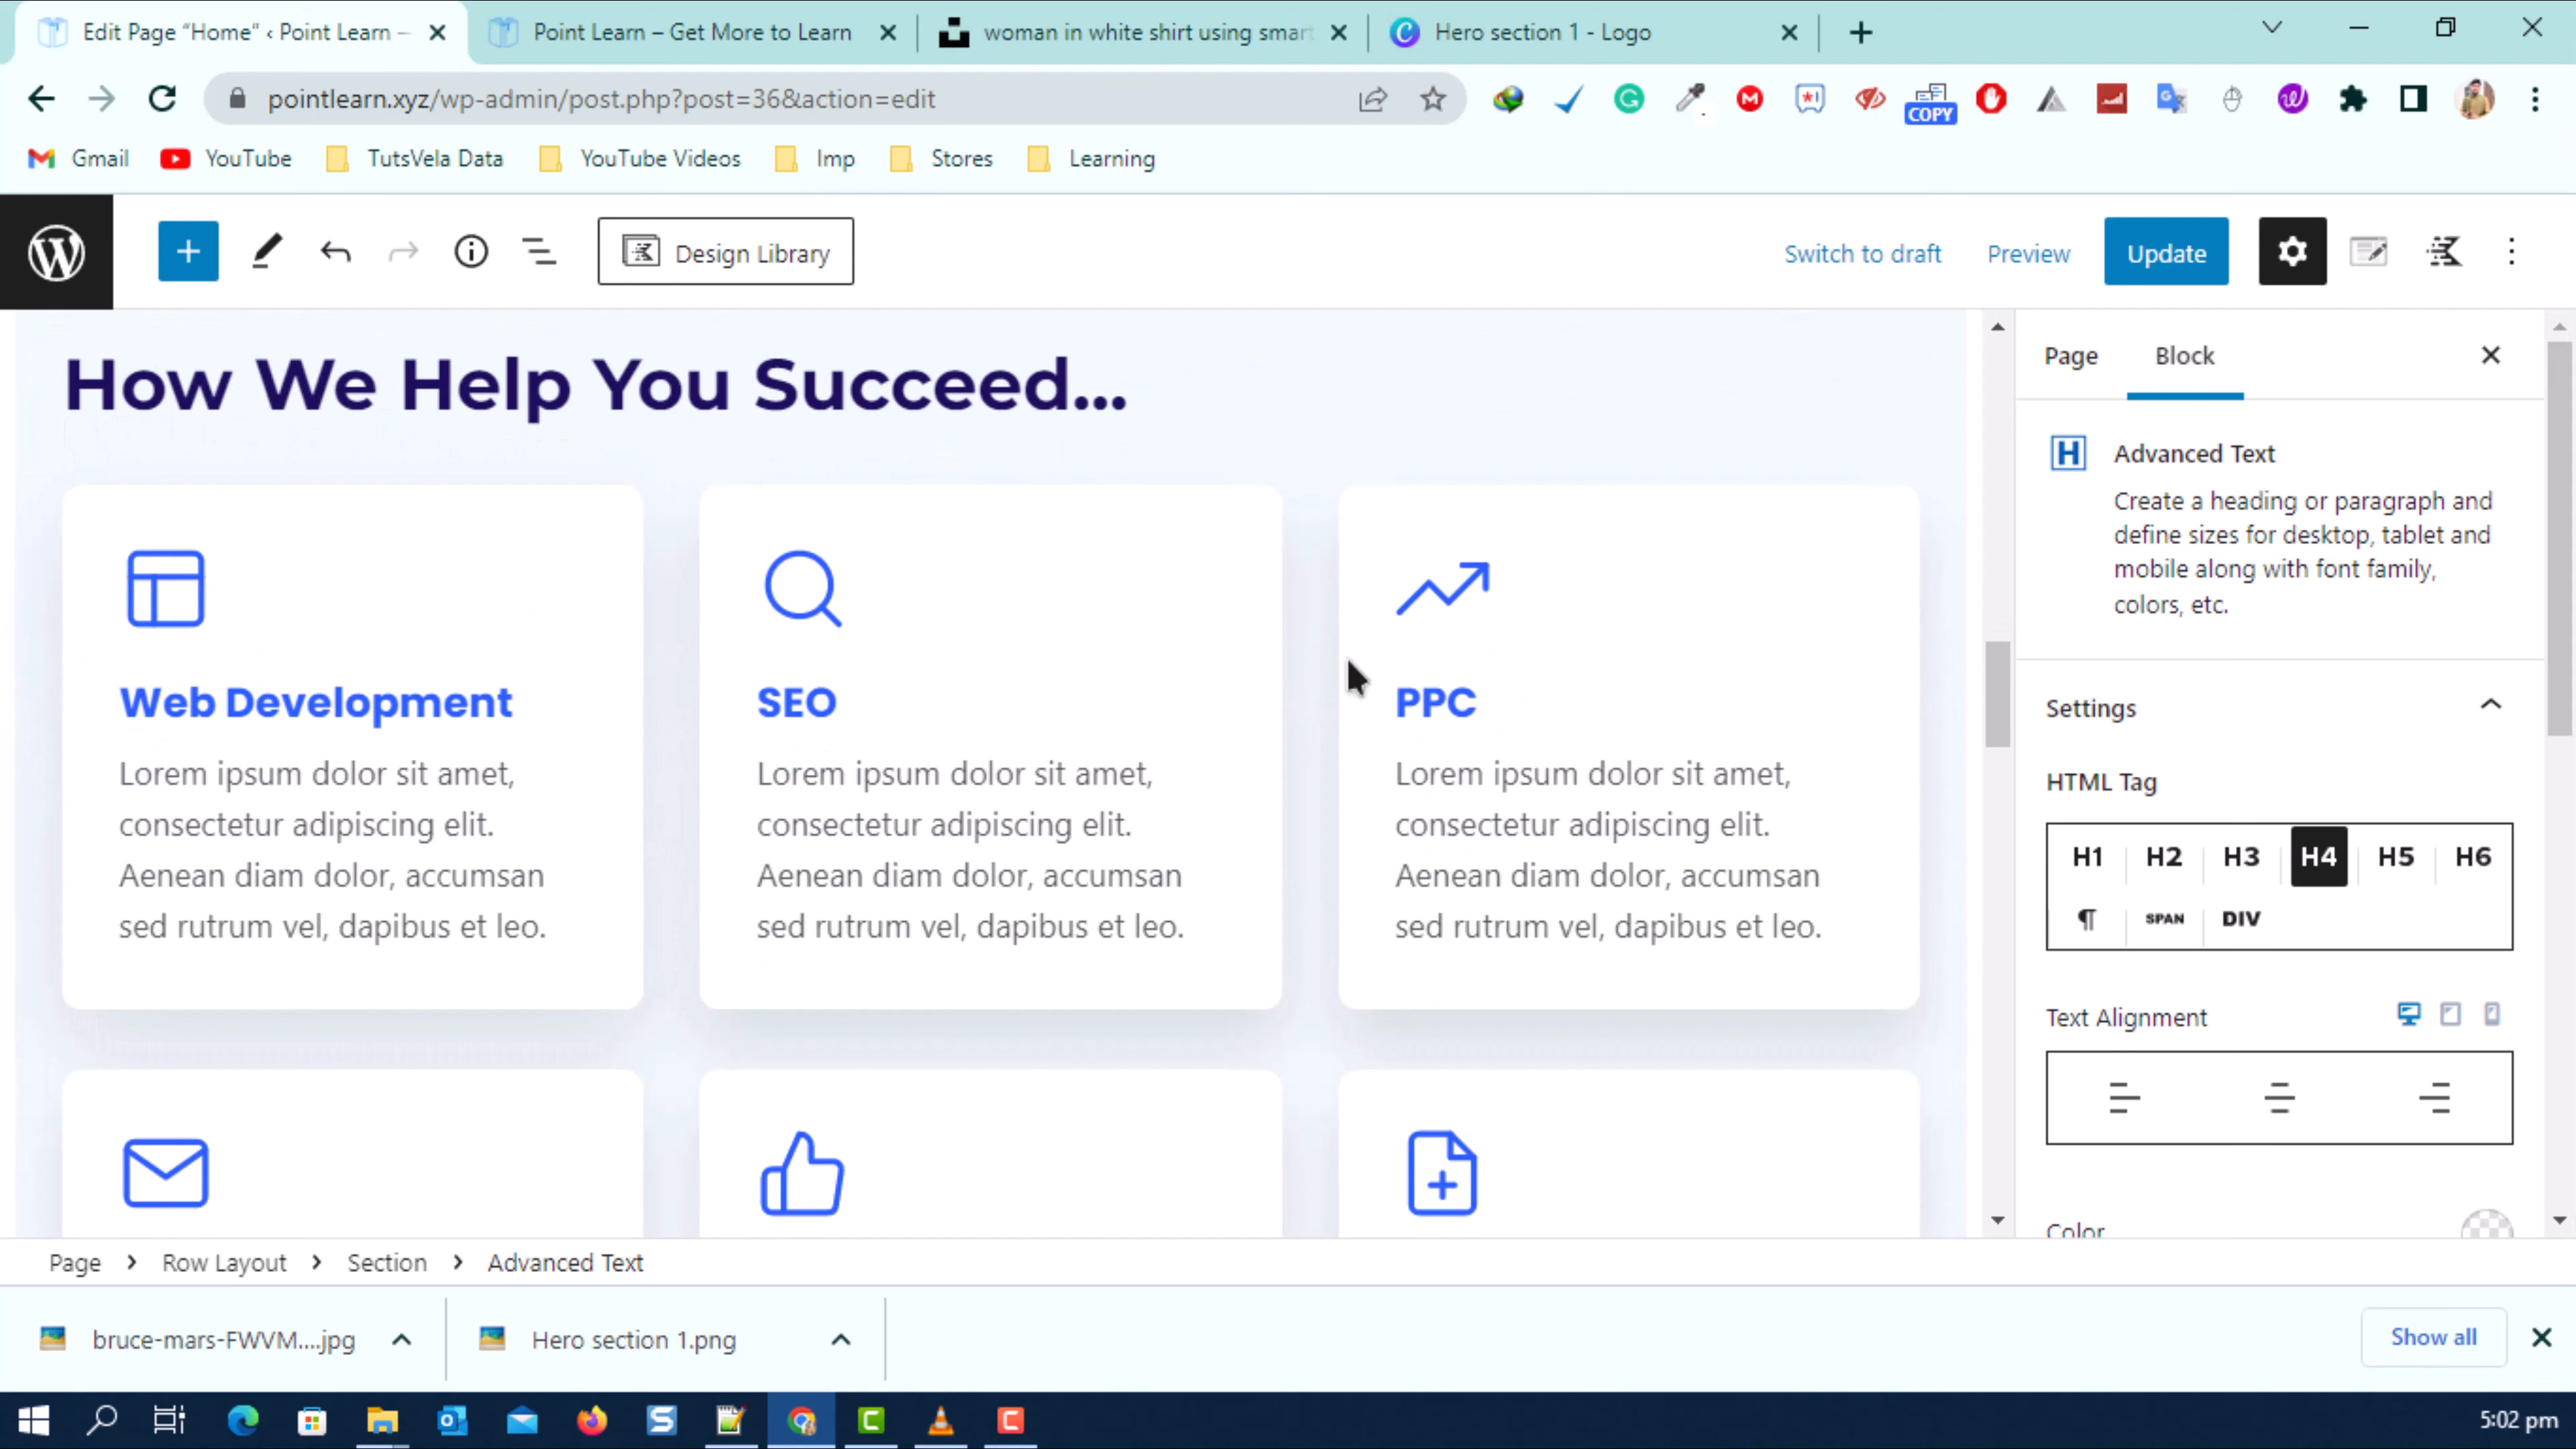 Edit Page “Home” ‹ Point Learn –
Point Learn – Get More to Learn
woman in white shirt using smart
Hero section 1 - Logo
pointlearn.xyz/wp-admin/post.php?post=36&action=edit
COPY
Gmail
YouTube
TutsVela Data
YouTube Videos
Imp
Stores
Learning
Design Library
Switch to draft
Preview
Update
How We Help You Succeed...
Web Development
Lorem ipsum dolor sit amet,
consectetur adipiscing elit.
Aenean diam dolor, accumsan
sed rutrum vel, dapibus et leo.
SEO
Lorem ipsum dolor sit amet,
consectetur adipiscing elit.
Aenean diam dolor, accumsan
sed rutrum vel, dapibus et leo.
PPC
Lorem ipsum dolor sit amet,
consectetur adipiscing elit.
Aenean diam dolor, accumsan
sed rutrum vel, dapibus et leo.
Page
Block
Advanced Text
Create a heading or paragraph and
define sizes for desktop, tablet and
mobile along with font family,
colors, etc.
Settings
HTML Tag
H1 H2 H3 H4 H5 H6
¶ SPAN DIV
Text Alignment
Color
Page › Row Layout › Section › Advanced Text
bruce-mars-FWVM....jpg
Hero section 1.png
Show all
5:02 pm